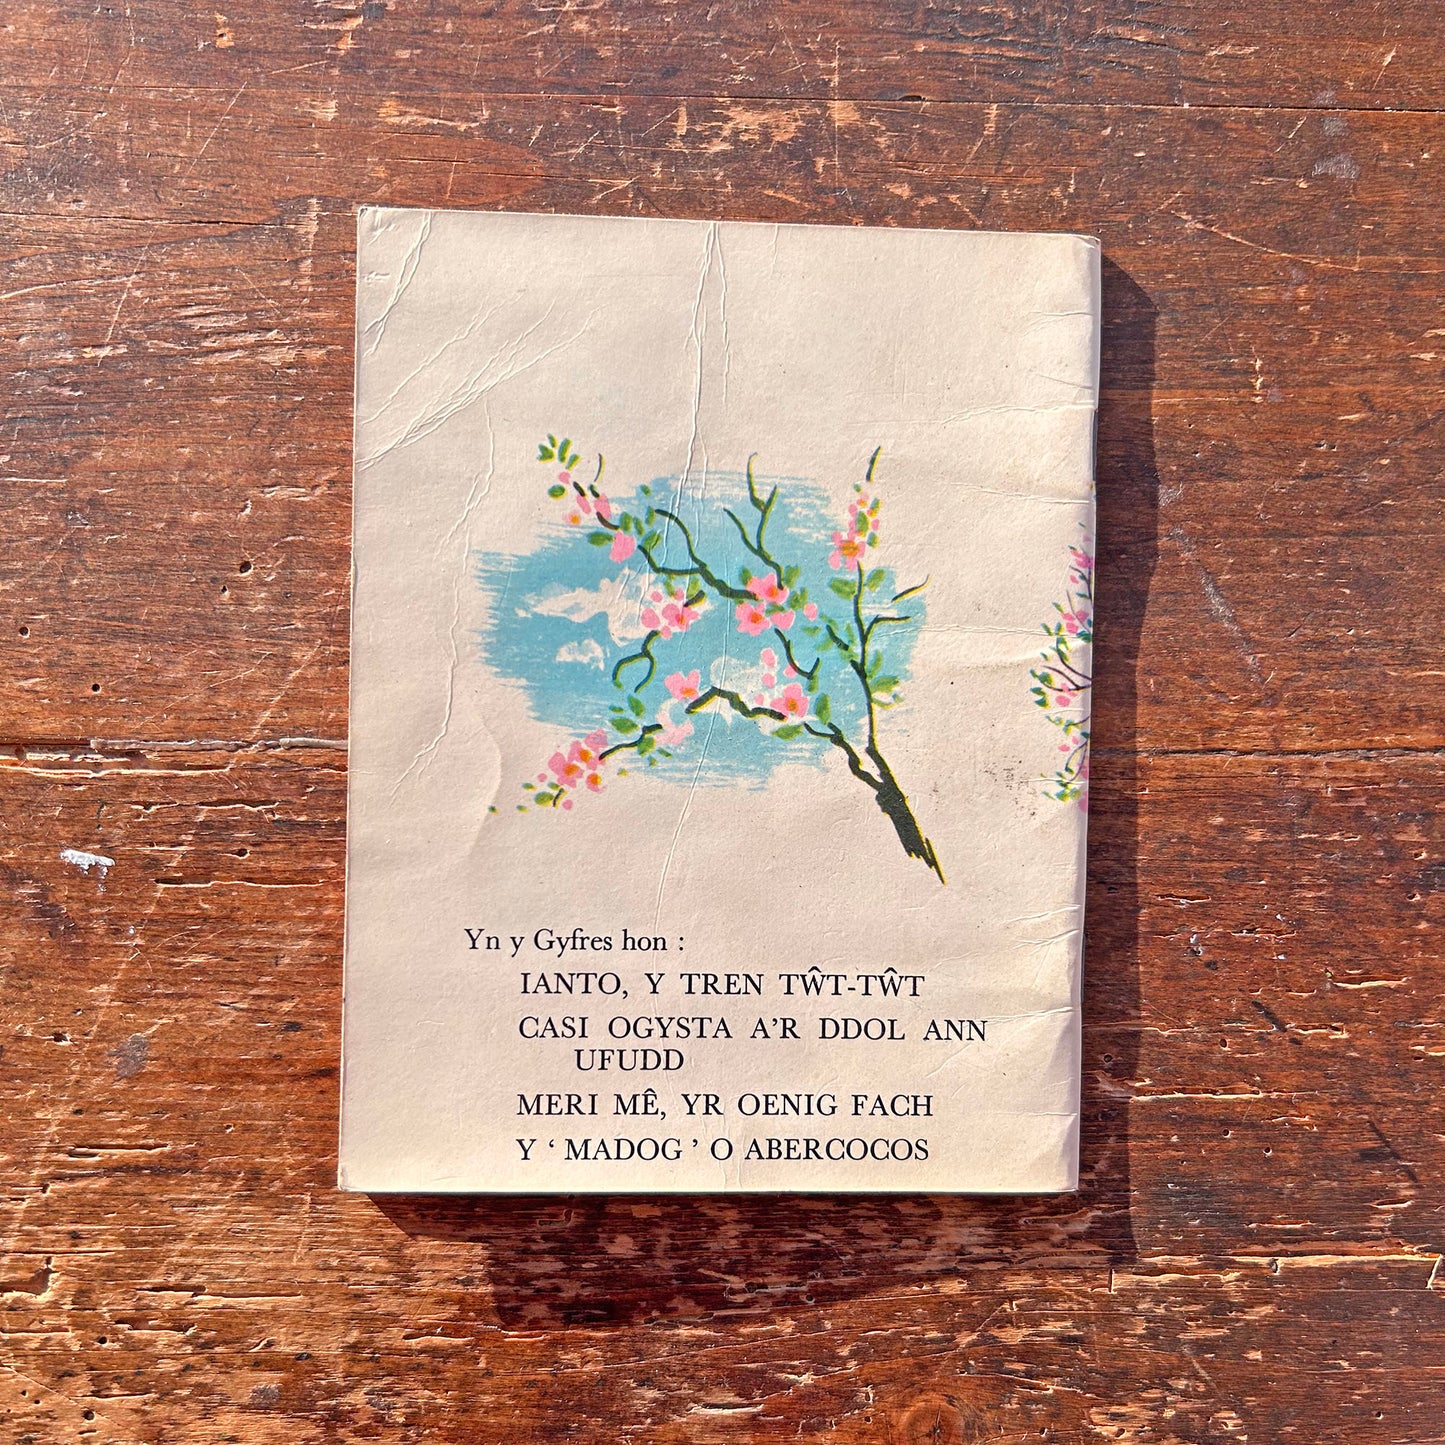 Yn y Gyfres hon :
IANTO, Y TREN TŴT-TŴT
CASI OGYSTA A’R DDOL ANN
UFUDD
MERI MÊ, YR OENIG FACH
Y ‘ MADOG ’ O ABERCOCOS